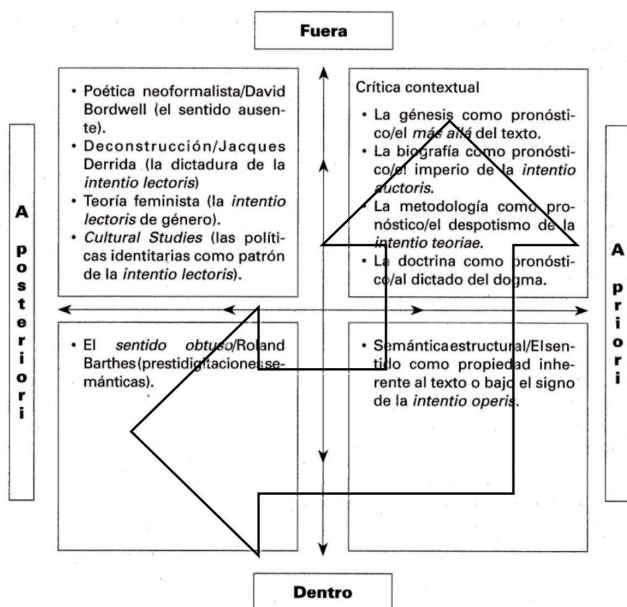 Fuera
• Poética neoformalista/David
Bordwell (el sentido ausen-
te).
• Deconstrucción/Jacques
Derrida (la dictadura de la
intentio lectoris)
• Teoría feminista (la intentio
lectoris de género).
• Cultural Studies (las políti-
cas identitarias como patrón
de la intentio lectoris).
Crítica contextual
• La génesis como pronósti-
co/el más allá del texto.
• La biografía como pronósti-
co/el imperio de la intentio
auctoris.
• La metodología como pro-
nóstico/el despotismo de la
intentio teoriae.
• La doctrina como pronósti-
co/al dictado del dogma.
A posteriori
A priori
• El sentido obtuso/Roland
Barthes (prestidigitaciones se-
mánticas).
• Semántica estructural/El sen-
tido como propiedad inhe-
rente al texto o bajo el signo
de la intentio operis.
Dentro